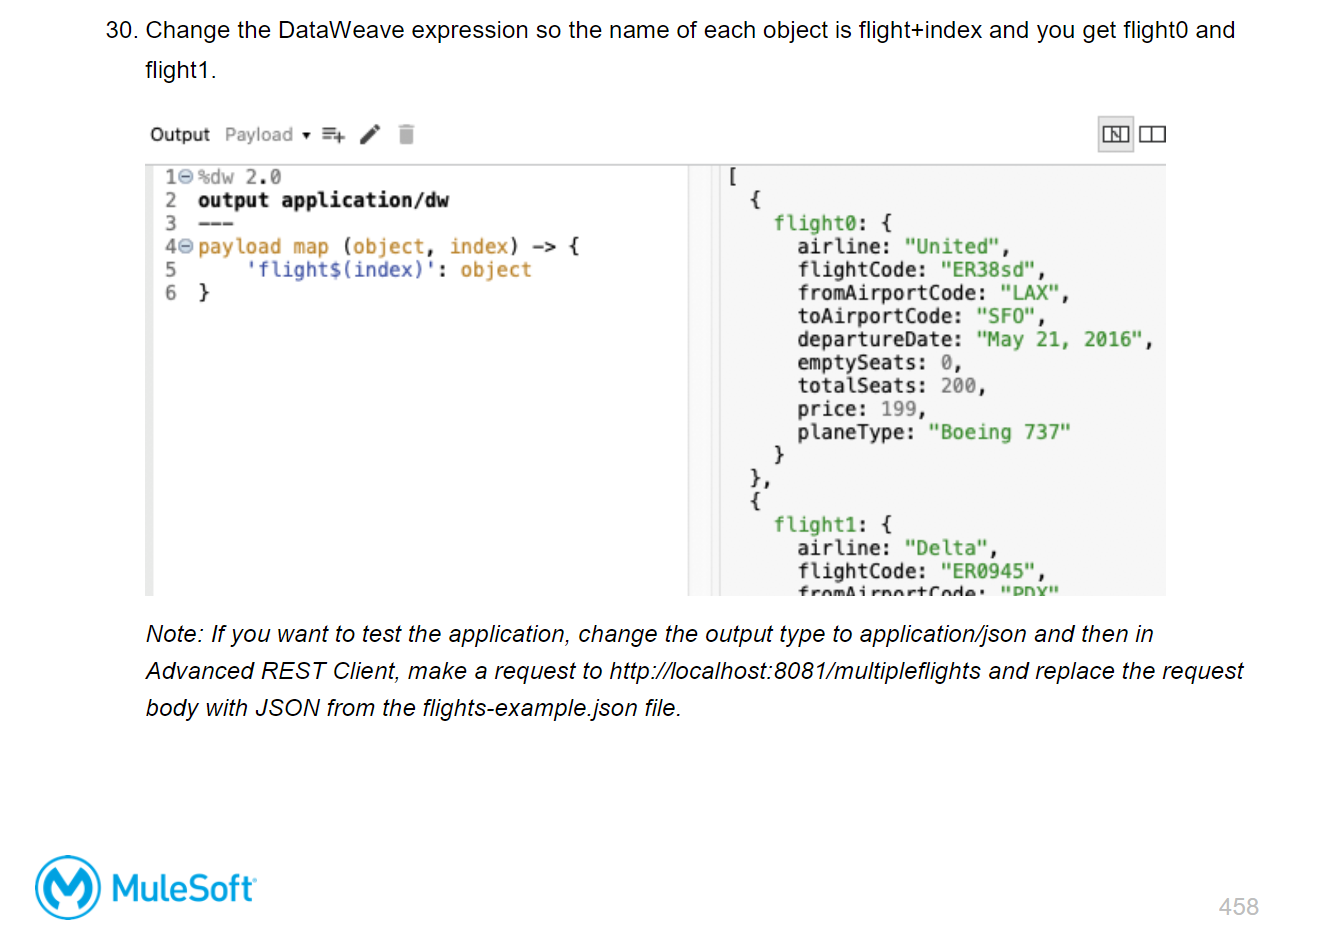 30. Change the DataWeave expression so the name of each object is flight+index and you get flight0 and
flight1.
Output Payload
1 %dw 2.0
2 output application/dw
3 ---
4 payload map (object, index) -> {
5 'flight$(index)': object
6 }
[
{
flight0: {
airline: "United",
flightCode: "ER38sd",
fromAirportCode: "LAX",
toAirportCode: "SFO",
departureDate: "May 21, 2016",
emptySeats: 0,
totalSeats: 200,
price: 199,
planeType: "Boeing 737"
}
},
{
flight1: {
airline: "Delta",
flightCode: "ER0945",
fromAirportCode: "PDX"
Note: If you want to test the application, change the output type to application/json and then in
Advanced REST Client, make a request to http://localhost:8081/multipleflights and replace the request
body with JSON from the flights-example.json file.
MuleSoft
458